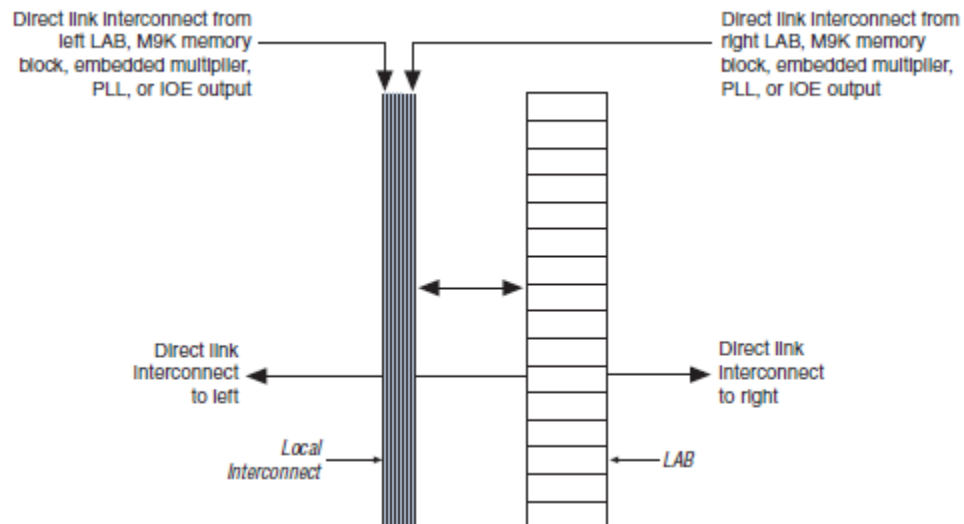 Direct link interconnect from
left LAB, M9K memory
block, embedded multiplier,
PLL, or IOE output
Direct link interconnect from
right LAB, M9K memory
block, embedded multiplier,
PLL, or IOE output
Direct link
interconnect
to left
Direct link
interconnect
to right
Local
Interconnect
LAB